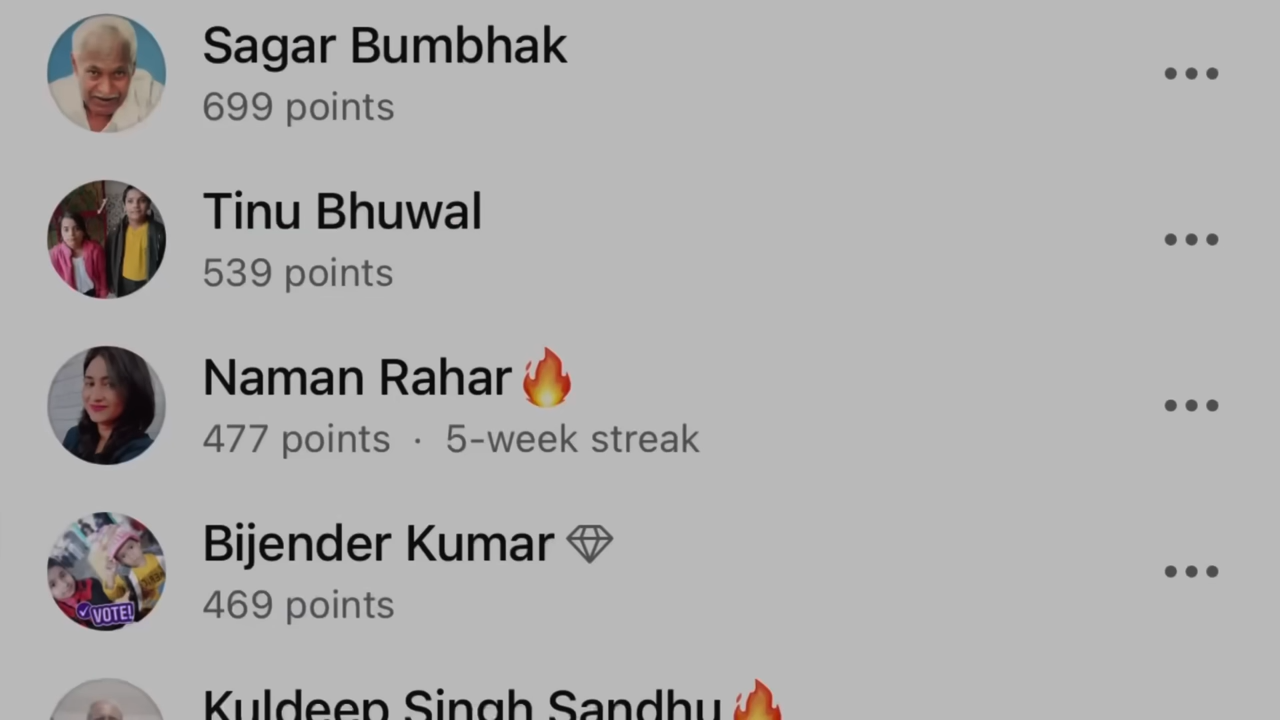 Sagar Bumbhak
699 points
Tinu Bhuwal
539 points
Naman Rahar🔥
477 points · 5-week streak
Bijender Kumar
469 points
VOTE!
Kuldeep Singh Sandhu🔥